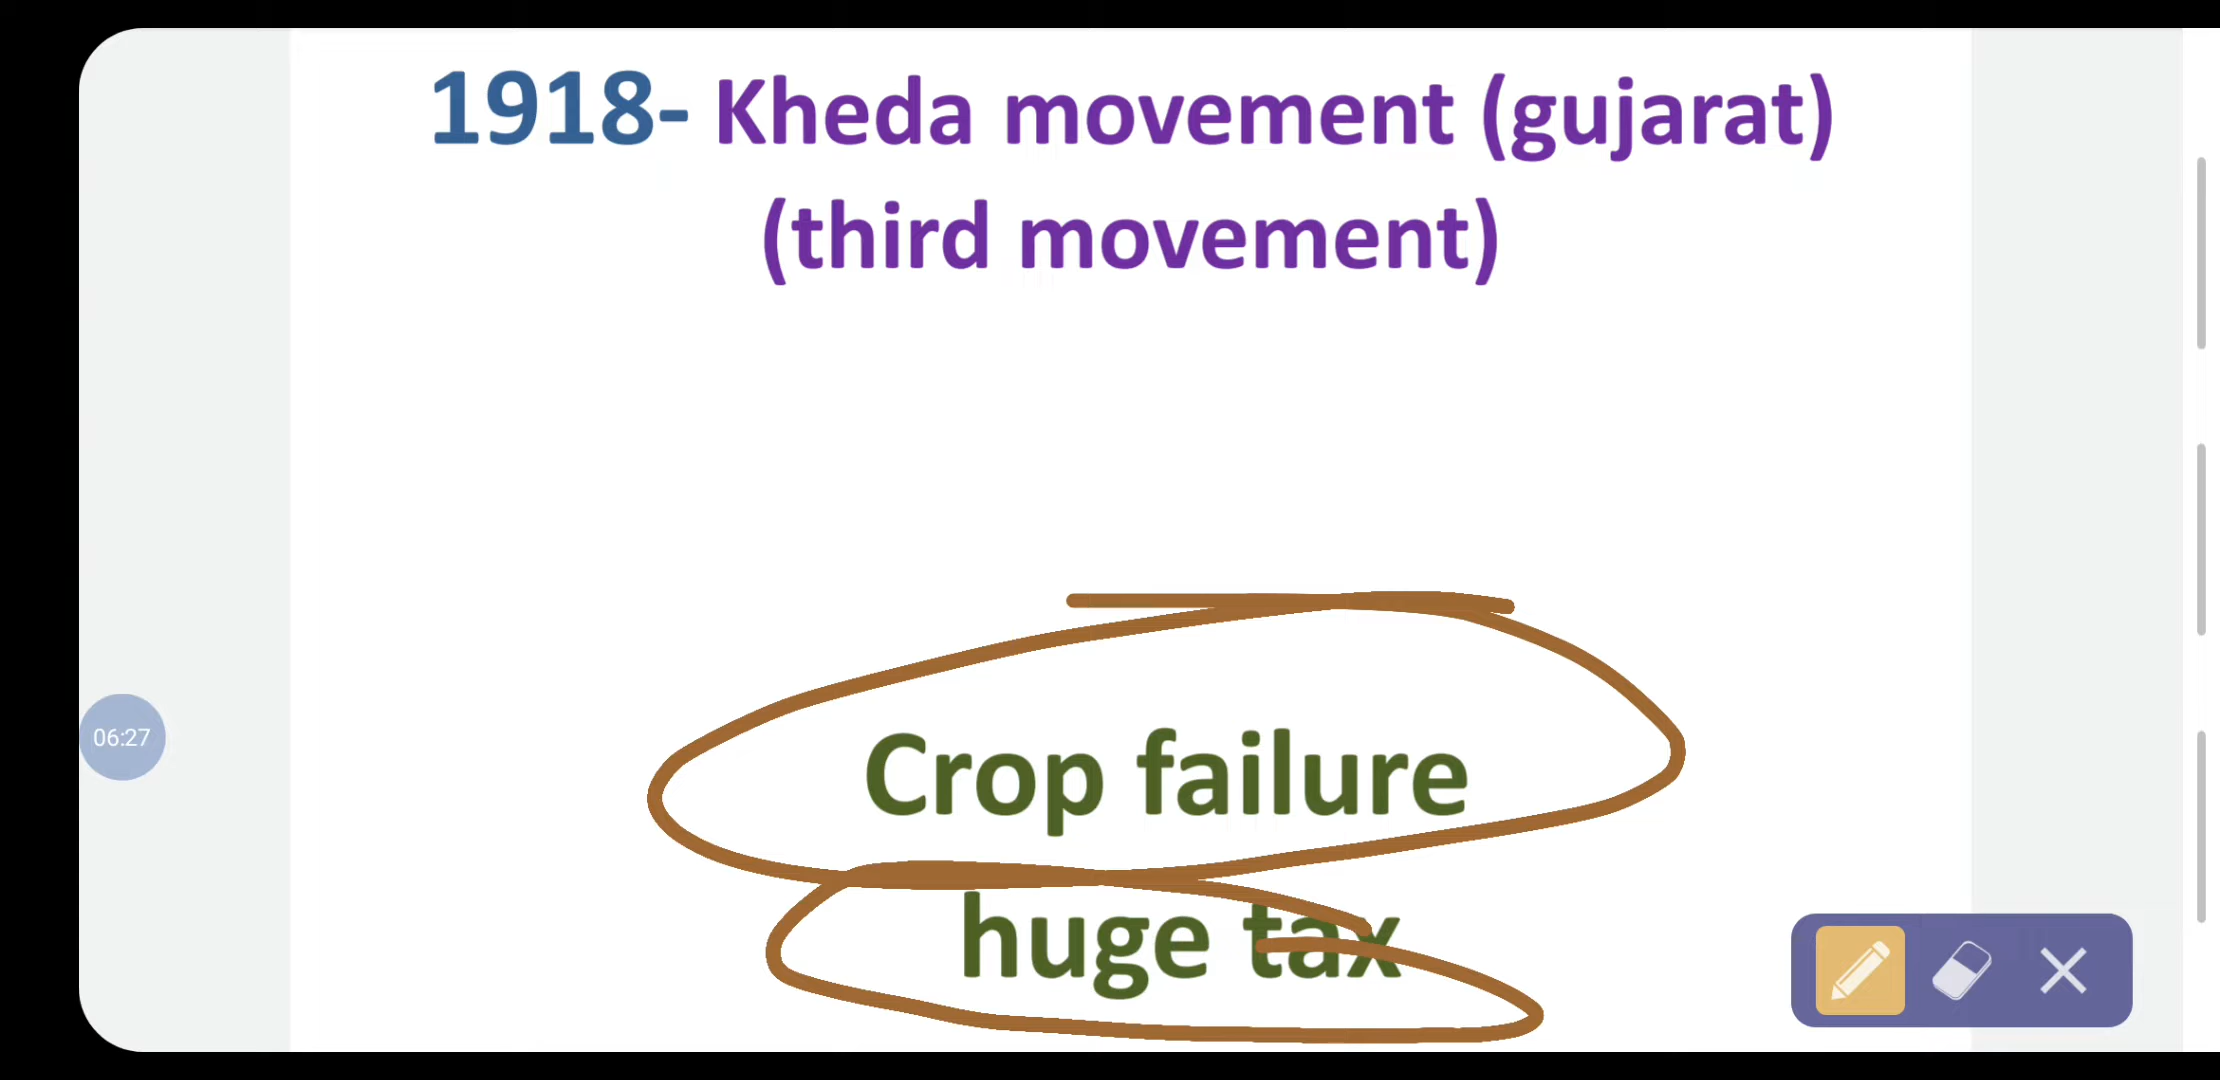 1918- Kheda movement (gujarat)
(third movement)
Crop failure
06:27
huge tax